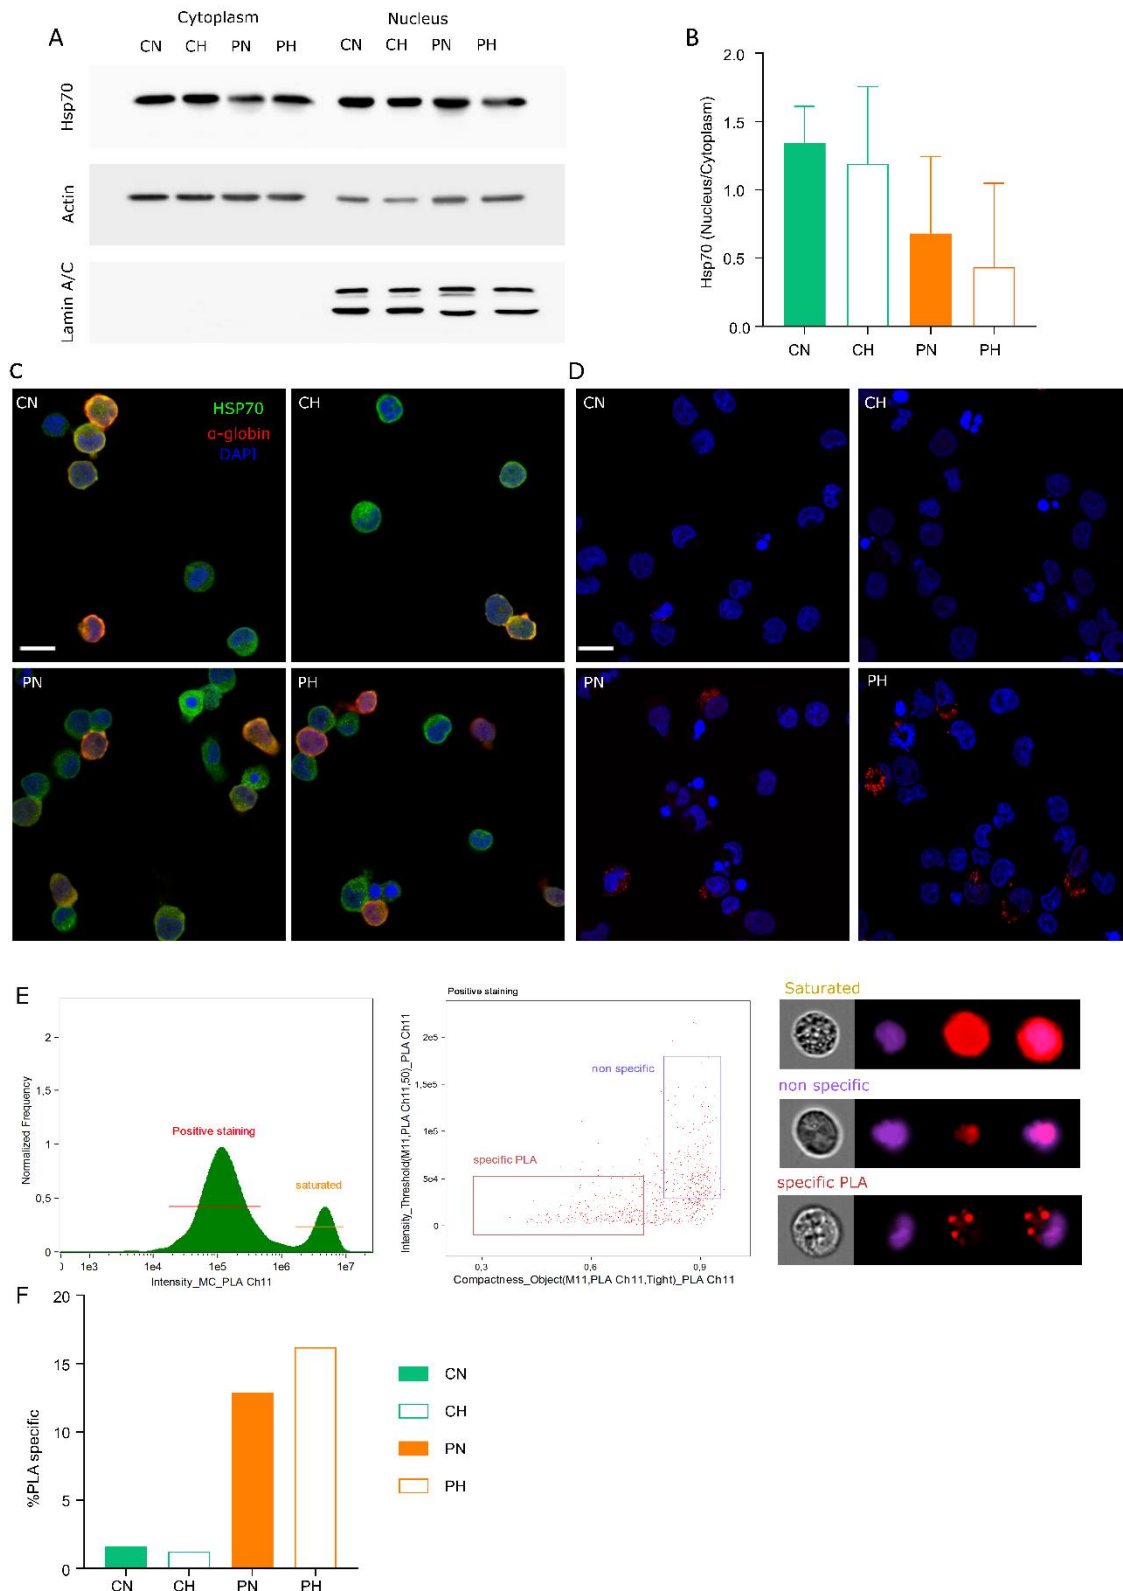 A
Cytoplasm
Nucleus
CN CH PN PH
CN CH PN PH
Hsp70
Actin
Lamin A/C
B
Hsp70 (Nucleus/Cytoplasm)
2.0
1.5
1.0
0.5
0.0
CN CH PN PH
C
CN
HSP70
α-globin
DAPI
CH
PN
PH
D
CN
CH
PN
PH
E
Normalized Frequency
2
1,5
1
0,5
0
Positive staining
saturated
0 1e3 1e4 1e5 1e6 1e7
Intensity_MC_PLA Ch11
Positive staining
Intensity_Threshold(M11,PLA Ch11,50)_PLA Ch11
2e5
1,5e5
1e5
5e4
0
non specific
specific PLA
0,3 0,6 0,9
Compactness_Object(M11,PLA Ch11,Tight)_PLA Ch11
Saturated
non specific
specific PLA
F
%PLA specific
20
15
10
5
0
CN CH PN PH
CN
CH
PN
PH